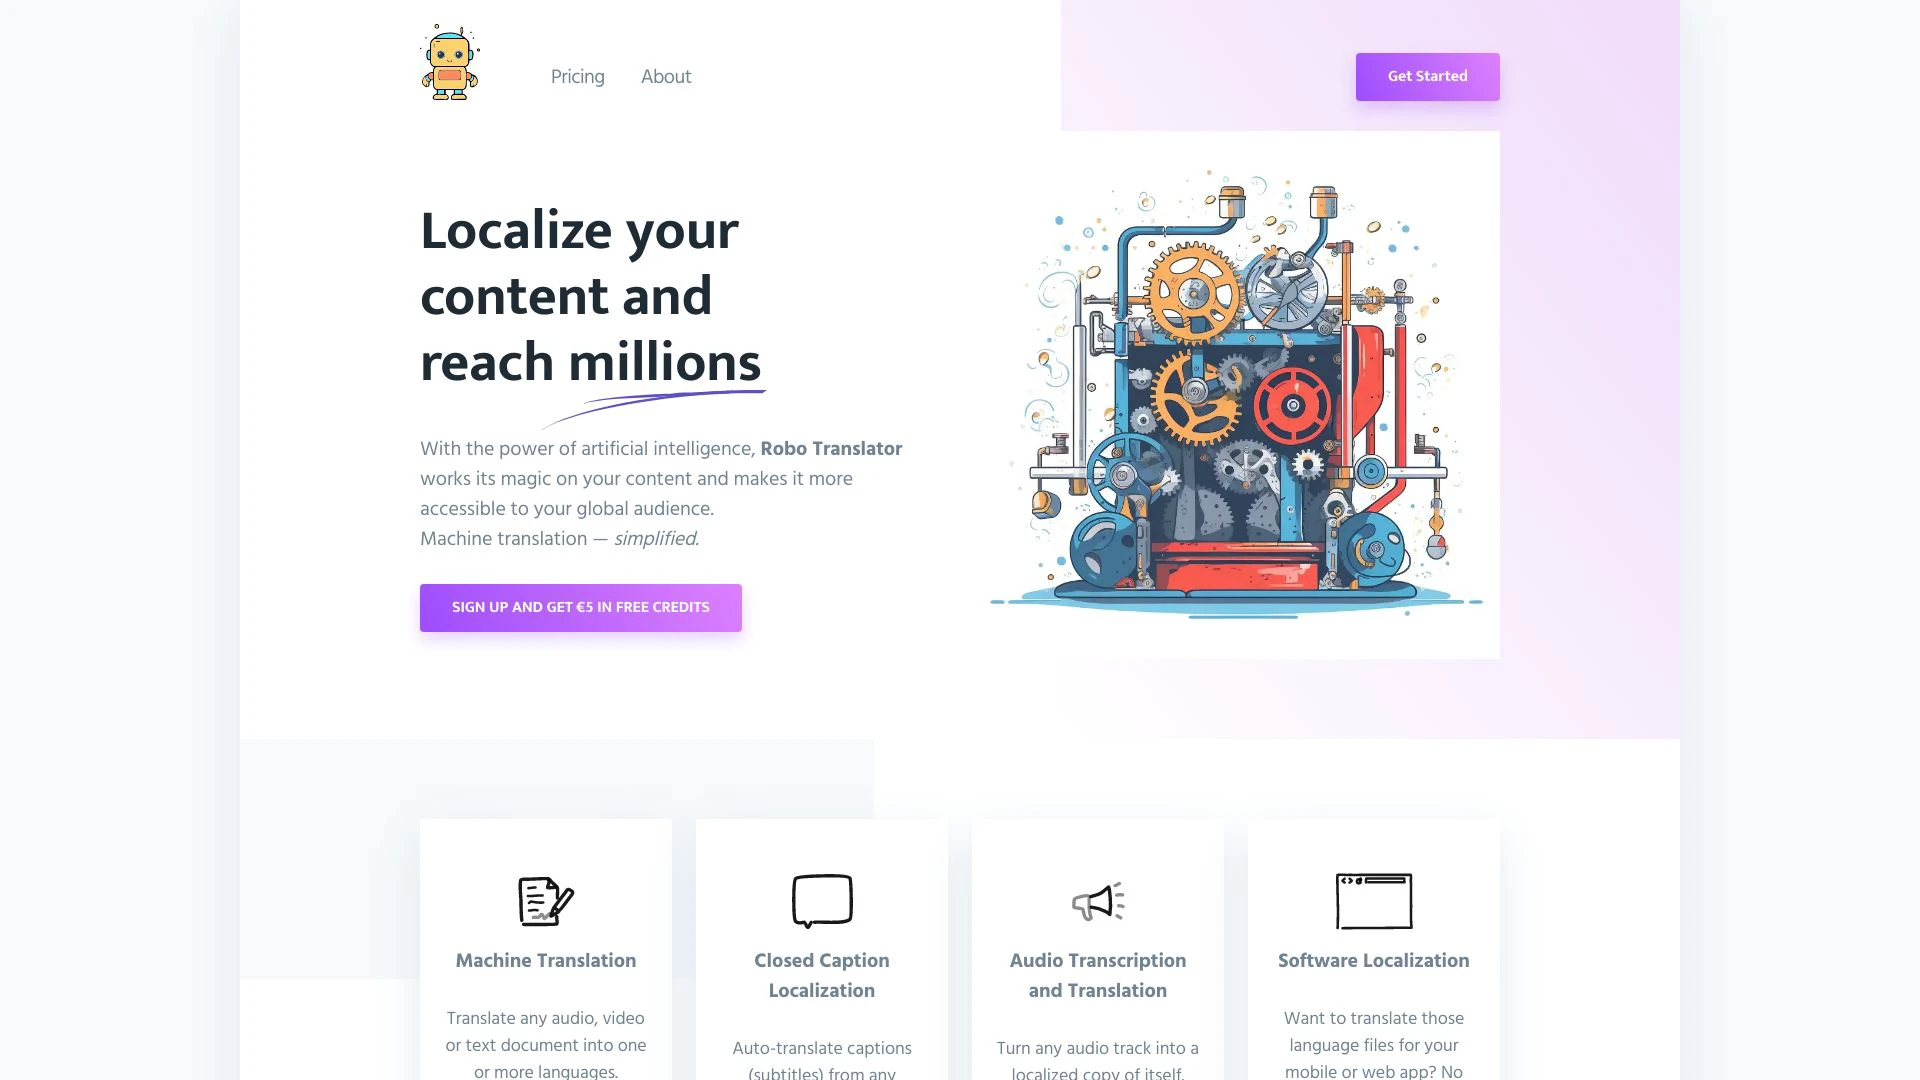 Pricing
About
Get Started
Localize your
content and
reach millions
With the power of artificial intelligence, Robo Translator
works its magic on your content and makes it more
accessible to your global audience.
Machine translation — simplified.
SIGN UP AND GET €5 IN FREE CREDITS
Machine Translation
Translate any audio, video
or text document into one
or more languages.
Closed Caption
Localization
Auto-translate captions
(subtitles) from any
Audio Transcription
and Translation
Turn any audio track into a
localized copy of itself.
Software Localization
Want to translate those
language files for your
mobile or web app? No